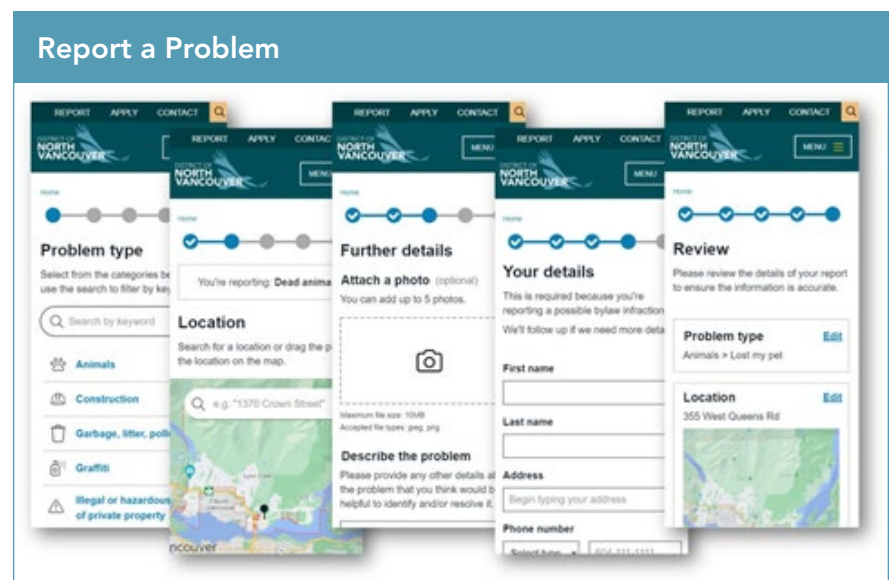 Report a Problem
REPORT APPLY CONTACT
DISTRICT OF
NORTH
VANCOUVER
Home
Problem type
Select from the categories be
use the search to filter by key
Search by keyword
Animals
Construction
Garbage, litter, poll
Graffiti
Illegal or hazardous
of private property
REPORT APPLY CONTAC
DISTRICT OF
NORTH
VANCOUVER
MENU
Home
You're reporting: Dead anima
Location
Search for a location or drag the p
the location on the map.
e.g. "1370 Crown Street"
ncouver
REPORT APPLY CONTACT
DISTRICT OF
NORTH
VANCOUVER
MENU
Home
Further details
Attach a photo (optional)
You can add up to 5 photos.
Maximum file size: 10MB
Accepted file types: jpeg, png
Describe the problem
Please provide any other details a
the problem that you think would b
helpful to identify and/or resolve it.
REPORT APPLY CONTACT
DISTRICT OF
NORTH
VANCOUVER
MENU
Home
Your details
This is required because you're
reporting a possible bylaw infraction
We'll follow up if we need more deta
First name
Last name
Address
Begin typing your address
Phone number
Select type 604-111-1111
REPORT APPLY CONTACT
DISTRICT OF
NORTH
VANCOUVER
MENU
Home
Review
Please review the details of your report
to ensure the information is accurate.
Problem type Edit
Animals > Lost my pet
Location Edit
355 West Queens Rd